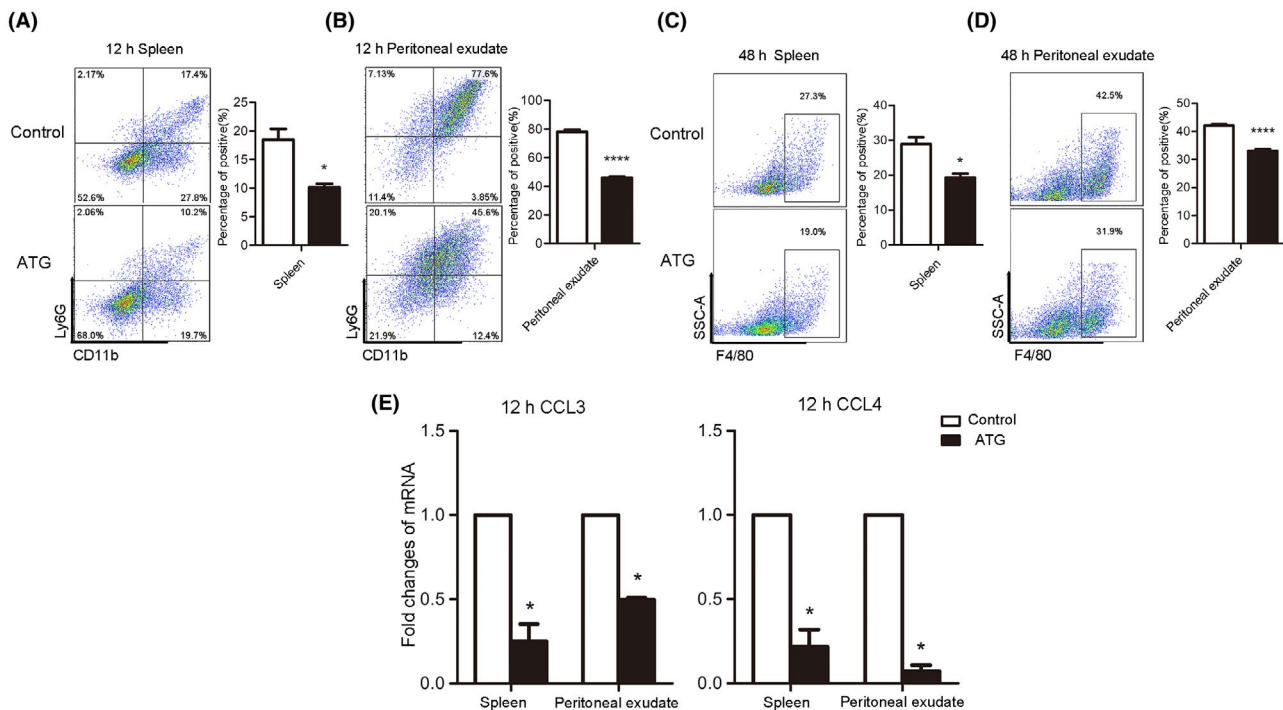 (A)
12 h Spleen
2.17% 17.4%
Control
52.6% 27.8%
2.06% 10.2%
ATG
68.0% 19.7%
Ly6G
CD11b
Percentage of positive(%)
25
20
15
10
5
0
*
Spleen
(B)
12 h Peritoneal exudate
7.13% 77.6%
11.4% 3.85%
20.1% 45.6%
21.9% 12.4%
Ly6G
CD11b
Percentage of positive(%)
100
80
60
40
20
0
****
Peritoneal exudate
(C)
48 h Spleen
27.3%
Control
19.0%
ATG
SSC-A
F4/80
Percentage of positive(%)
40
30
20
10
0
*
Spleen
(D)
48 h Peritoneal exudate
42.5%
31.9%
SSC-A
F4/80
Percentage of positive(%)
50
40
30
20
10
0
****
Peritoneal exudate
(E)
12 h CCL3
Fold changes of mRNA
1.5
1.0
0.5
0.0
* *
Spleen Peritoneal exudate
12 h CCL4
1.5
1.0
0.5
0.0
* *
Spleen Peritoneal exudate
Control
ATG